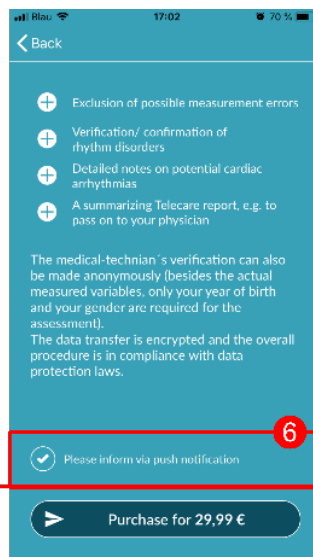 Blau 17:02 70 %
Back
Exclusion of possible measurement errors
Verification/ confirmation of
rhythm disorders
Detailed notes on potential cardiac
arrhythmias
A summarizing Telecare report, e.g. to
pass on to your physician
The medical-technian´s verification can also
be made anonymously (besides the actual
measured variables, only your year of birth
and your gender are required for the
assessment).
The data transfer is encrypted and the overall
procedure is in compliance with data
protection laws.
6
Please inform via push notification
Purchase for 29,99 €